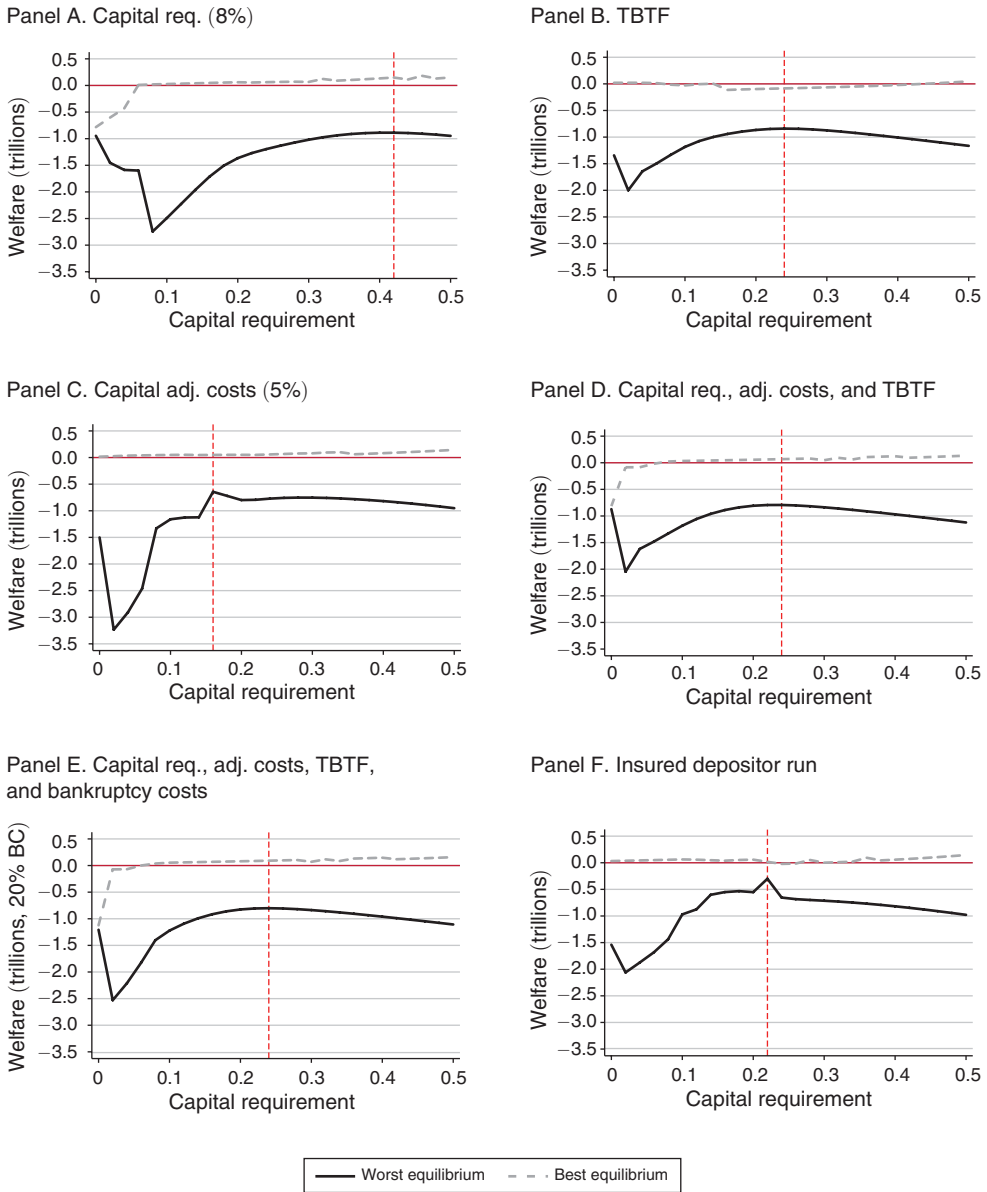 Panel A. Capital req. (8%)
Welfare (trillions)
0.5
0.0
−0.5
−1.0
−1.5
−2.0
−2.5
−3.0
−3.5
0 0.1 0.2 0.3 0.4 0.5
Capital requirement
Panel B. TBTF
Welfare (trillions)
0.5
0.0
−0.5
−1.0
−1.5
−2.0
−2.5
−3.0
−3.5
0 0.1 0.2 0.3 0.4 0.5
Capital requirement
Panel C. Capital adj. costs (5%)
Welfare (trillions)
0.5
0.0
−0.5
−1.0
−1.5
−2.0
−2.5
−3.0
−3.5
0 0.1 0.2 0.3 0.4 0.5
Capital requirement
Panel D. Capital req., adj. costs, and TBTF
Welfare (trillions)
0.5
0.0
−0.5
−1.0
−1.5
−2.0
−2.5
−3.0
−3.5
0 0.1 0.2 0.3 0.4 0.5
Capital requirement
Panel E. Capital req., adj. costs, TBTF,
and bankruptcy costs
Welfare (trillions, 20% BC)
0.5
0.0
−0.5
−1.0
−1.5
−2.0
−2.5
−3.0
−3.5
0 0.1 0.2 0.3 0.4 0.5
Capital requirement
Panel F. Insured depositor run
Welfare (trillions)
0.5
0.0
−0.5
−1.0
−1.5
−2.0
−2.5
−3.0
−3.5
0 0.1 0.2 0.3 0.4 0.5
Capital requirement
Worst equilibrium Best equilibrium